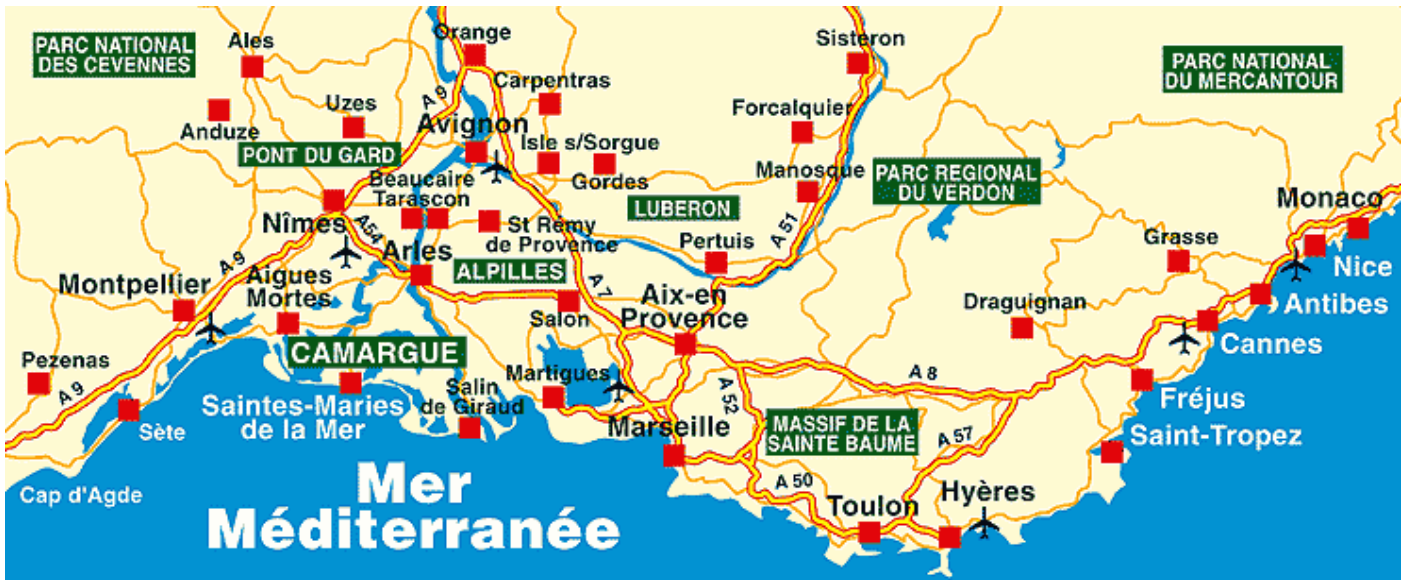 PARC NATIONAL
DES CEVENNES
Ales
Orange
Sisteron
PARC NATIONAL
DU MERCANTOUR
Carpentras
A 9
Uzes
Anduze
Avignon
Forcalquier
PONT DU GARD
Isle s/Sorgue
Gordes
Manosque
PARC REGIONAL
DU VERDON
Beaucaire
Tarascon
LUBERON
Monaco
Nîmes
A54
St Rémy
de Provence
Pertuis
A 51
Grasse
Arles
ALPILLES
Nice
A 9
Aigues
Mortes
Montpellier
A 7
Aix-en
Provence
Draguignan
Antibes
Salon
Cannes
CAMARGUE
Pezenas
A 9
Martigues
A 8
A 52
Fréjus
Salin
de Giraud
Saintes-Maries
de la Mer
Sète
Marseille
MASSIF DE LA
SAINTE BAUME
A 57
Saint-Tropez
Cap d'Agde
Mer
Méditerranée
A 50
Toulon
Hyères